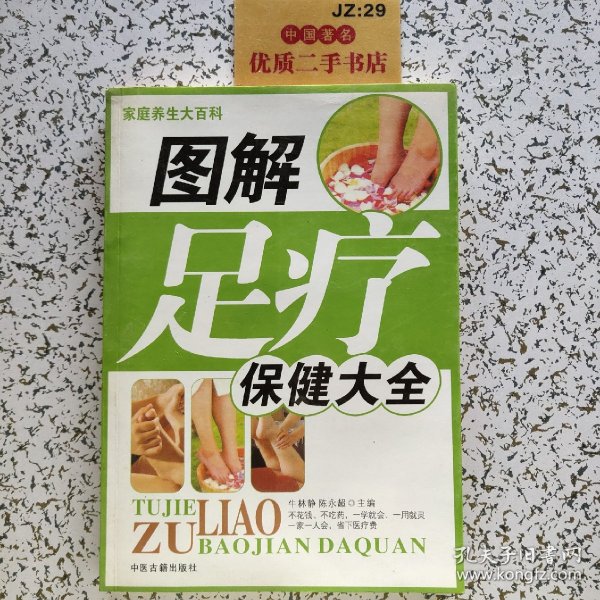 JZ:29
中国著名
优质二手书店
家庭养生大百科
图解
足疗
保健大全
TUJIE
ZULIAO
牛林静 陈永超 ◎ 主编
不花钱、不吃药，一学就会、一用就灵
一家一人会，省下医疗费
BAOJIAN DAQUAN
中医古籍出版社
孔夫子旧书网
www.kongfz.com